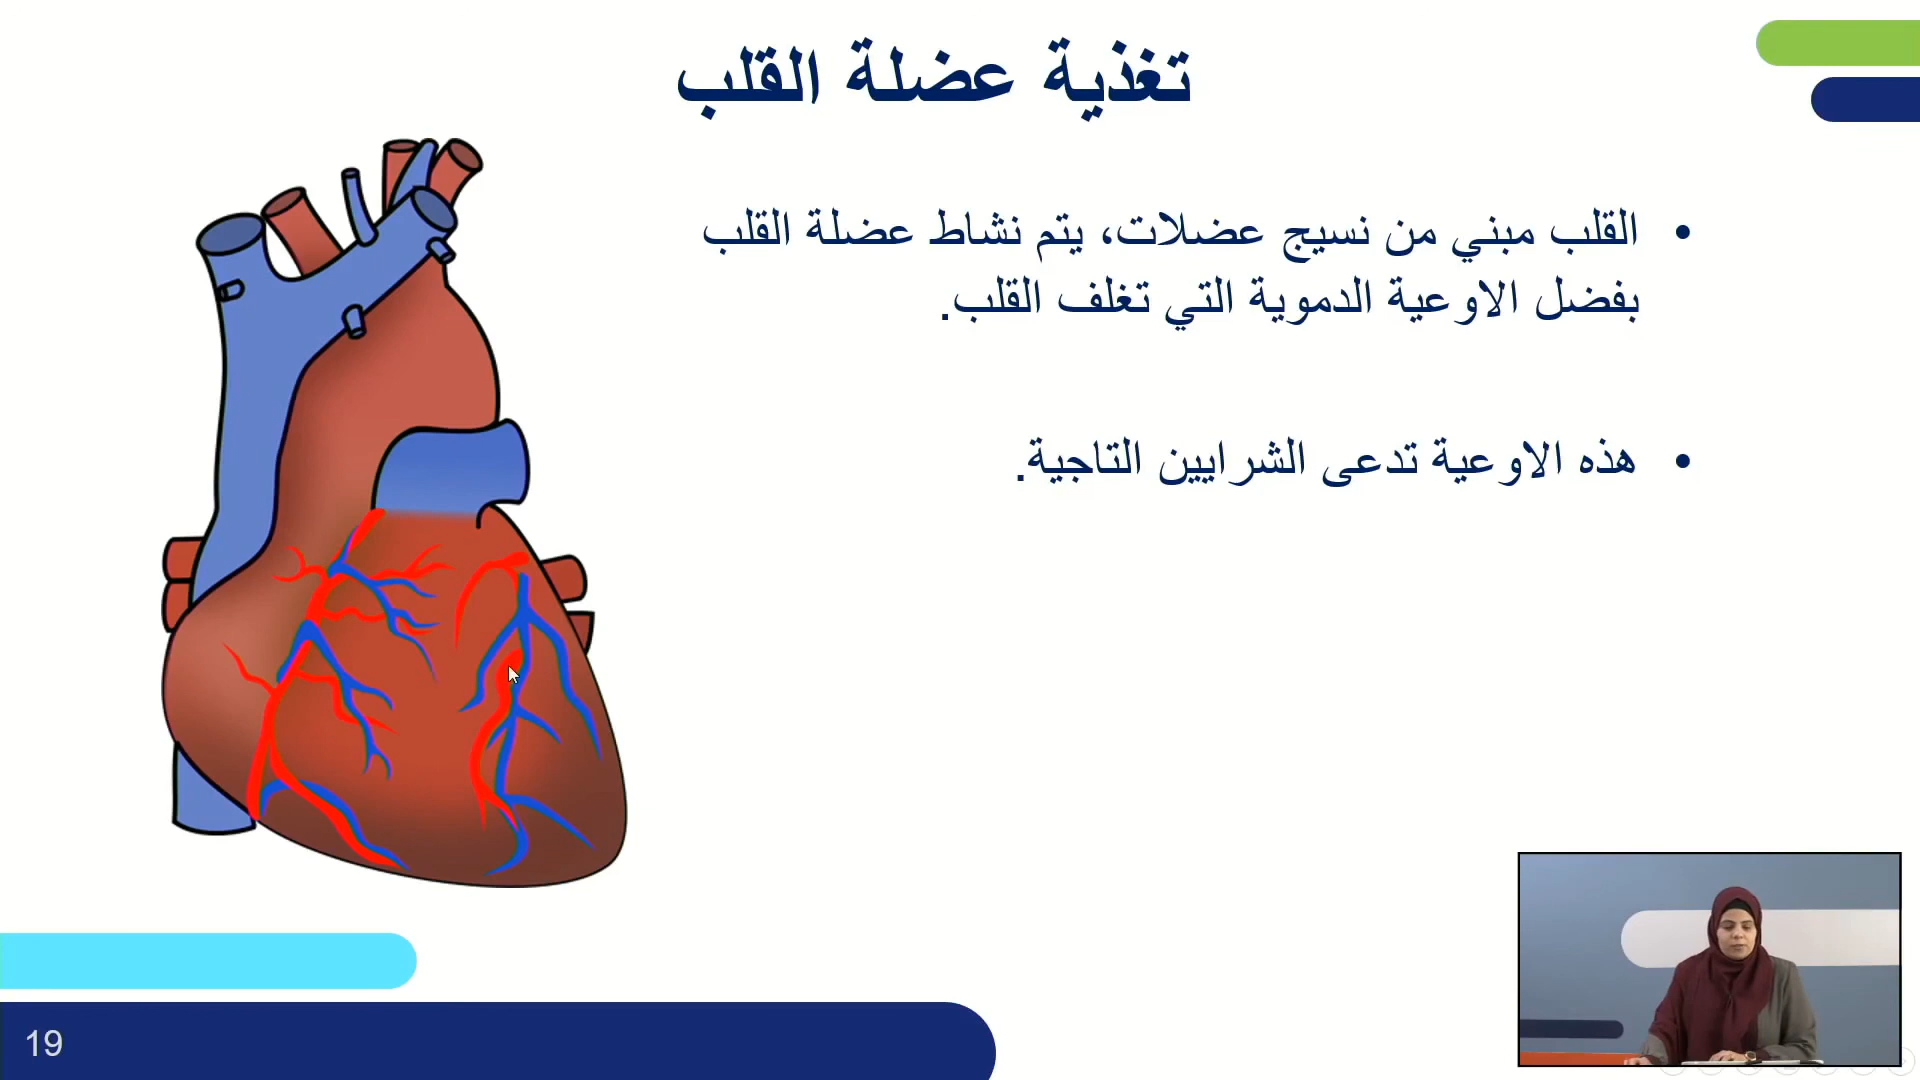 تغذية عضلة القلب
• القلب مبني من نسيج عضلات، يتم نشاط عضلة القلب
بفضل الاوعية الدموية التي تغلف القلب.
• هذه الاوعية تدعى الشرايين التاجية.
19